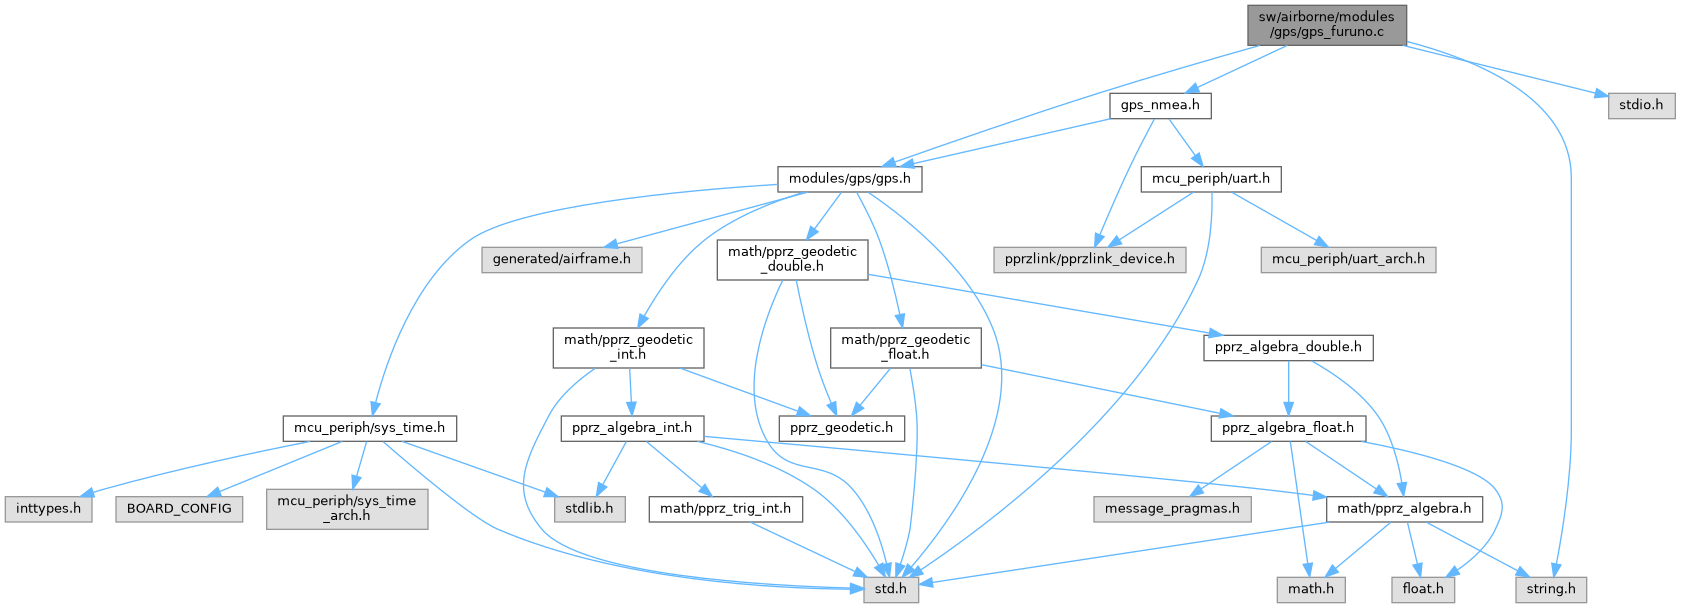 sw/airborne/modules
/gps/gps_furuno.c
gps_nmea.h
stdio.h
modules/gps/gps.h
mcu_periph/uart.h
generated/airframe.h
math/pprz_geodetic
_double.h
pprzlink/pprzlink_device.h
mcu_periph/uart_arch.h
math/pprz_geodetic
_int.h
math/pprz_geodetic
_float.h
pprz_algebra_double.h
mcu_periph/sys_time.h
pprz_algebra_int.h
pprz_geodetic.h
pprz_algebra_float.h
inttypes.h
BOARD_CONFIG
mcu_periph/sys_time
_arch.h
stdlib.h
math/pprz_trig_int.h
message_pragmas.h
math/pprz_algebra.h
std.h
math.h
float.h
string.h